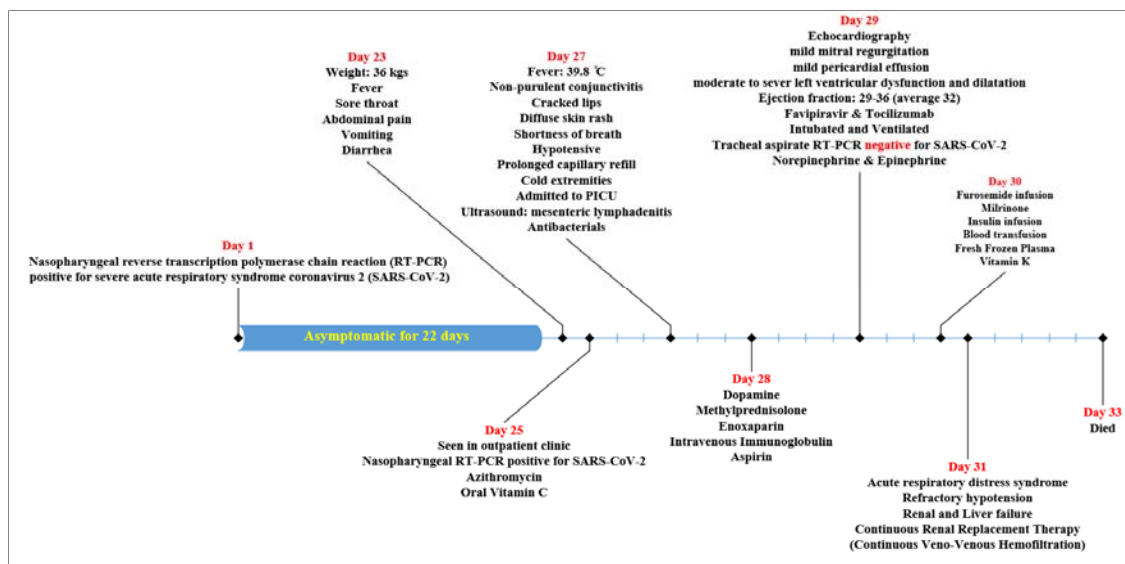 Day 1
Nasopharyngeal reverse transcription polymerase chain reaction (RT-PCR)
positive for severe acute respiratory syndrome coronavirus 2 (SARS-CoV-2)
Asymptomatic for 22 days
Day 23
Weight: 36 kgs
Fever
Sore throat
Abdominal pain
Vomiting
Diarrhea
Day 25
Seen in outpatient clinic
Nasopharyngeal RT-PCR positive for SARS-CoV-2
Azithromycin
Oral Vitamin C
Day 27
Fever: 39.8 ℃
Non-purulent conjunctivitis
Cracked lips
Diffuse skin rash
Shortness of breath
Hypotensive
Prolonged capillary refill
Cold extremities
Admitted to PICU
Ultrasound: mesenteric lymphadenitis
Antibacterials
Day 28
Dopamine
Methylprednisolone
Enoxaparin
Intravenous Immunoglobulin
Aspirin
Day 29
Echocardiography
mild mitral regurgitation
mild pericardial effusion
moderate to sever left ventricular dysfunction and dilatation
Ejection fraction: 29-36 (average 32)
Favipiravir & Tocilizumab
Intubated and Ventilated
Tracheal aspirate RT-PCR negative for SARS-CoV-2
Norepinephrine & Epinephrine
Day 30
Furosemide infusion
Milrinone
Insulin infusion
Blood transfusion
Fresh Frozen Plasma
Vitamin K
Day 31
Acute respiratory distress syndrome
Refractory hypotension
Renal and Liver failure
Continuous Renal Replacement Therapy
(Continuous Veno-Venous Hemofiltration)
Day 33
Died